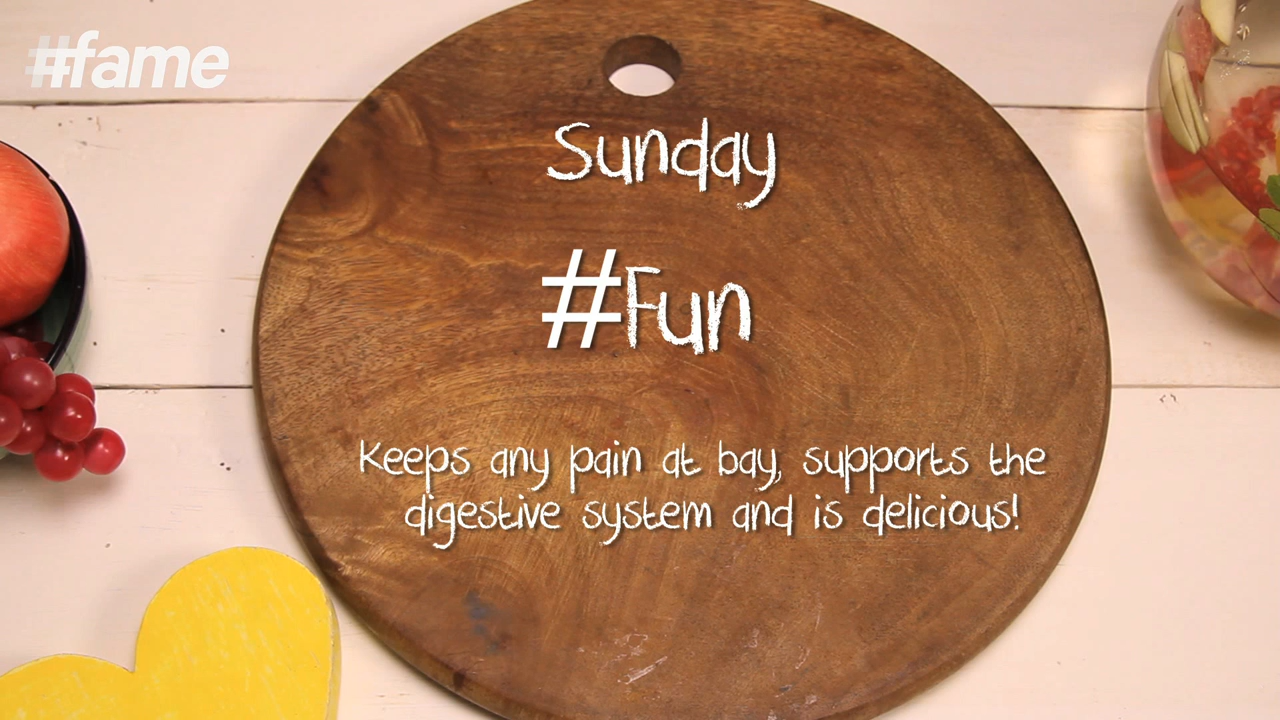 #fame
Sunday
#Fun
Keeps any pain at bay, supports the
digestive system and is delicious!